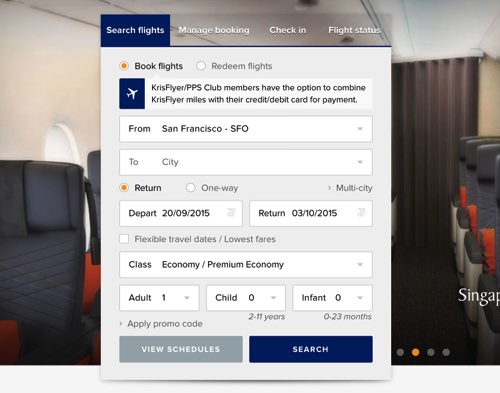 Search flights Manage booking Check in Flight status
Book flights Redeem flights
KrisFlyer/PPS Club members have the option to combine
KrisFlyer miles with their credit/debit card for payment.
From San Francisco - SFO
To City
Return One-way › Multi-city
Depart 20/09/2015 Return 03/10/2015
Flexible travel dates / Lowest fares
Class Economy / Premium Economy
Adult 1 Child 0 Infant 0
2-11 years 0-23 months
› Apply promo code
VIEW SCHEDULES SEARCH
Singap